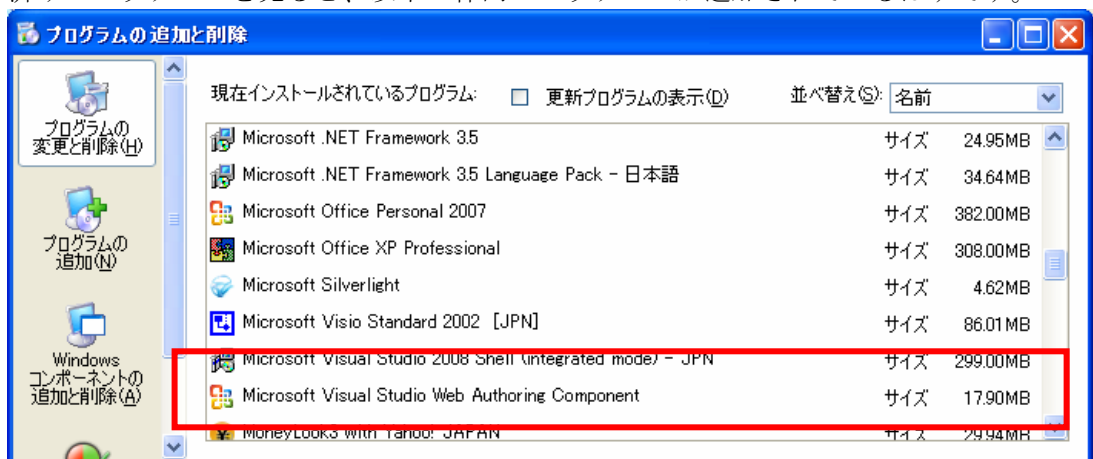 プログラムの追加と削除
プログラムの
変更と削除(H)
プログラムの
追加(N)
Windows
コンポーネントの
追加と削除(A)
現在インストールされているプログラム:
更新プログラムの表示(D)
並べ替え(S): 名前
Microsoft .NET Framework 3.5 サイズ 24.95MB
Microsoft .NET Framework 3.5 Language Pack - 日本語 サイズ 34.64MB
Microsoft Office Personal 2007 サイズ 382.00MB
Microsoft Office XP Professional サイズ 308.00MB
Microsoft Silverlight サイズ 4.62MB
Microsoft Visio Standard 2002 [JPN] サイズ 86.01MB
Microsoft Visual Studio 2008 Shell (integrated mode) - JPN サイズ 299.00MB
Microsoft Visual Studio Web Authoring Component サイズ 17.90MB
MoneyLook3 with Yahoo! JAPAN サイズ 29.94MB